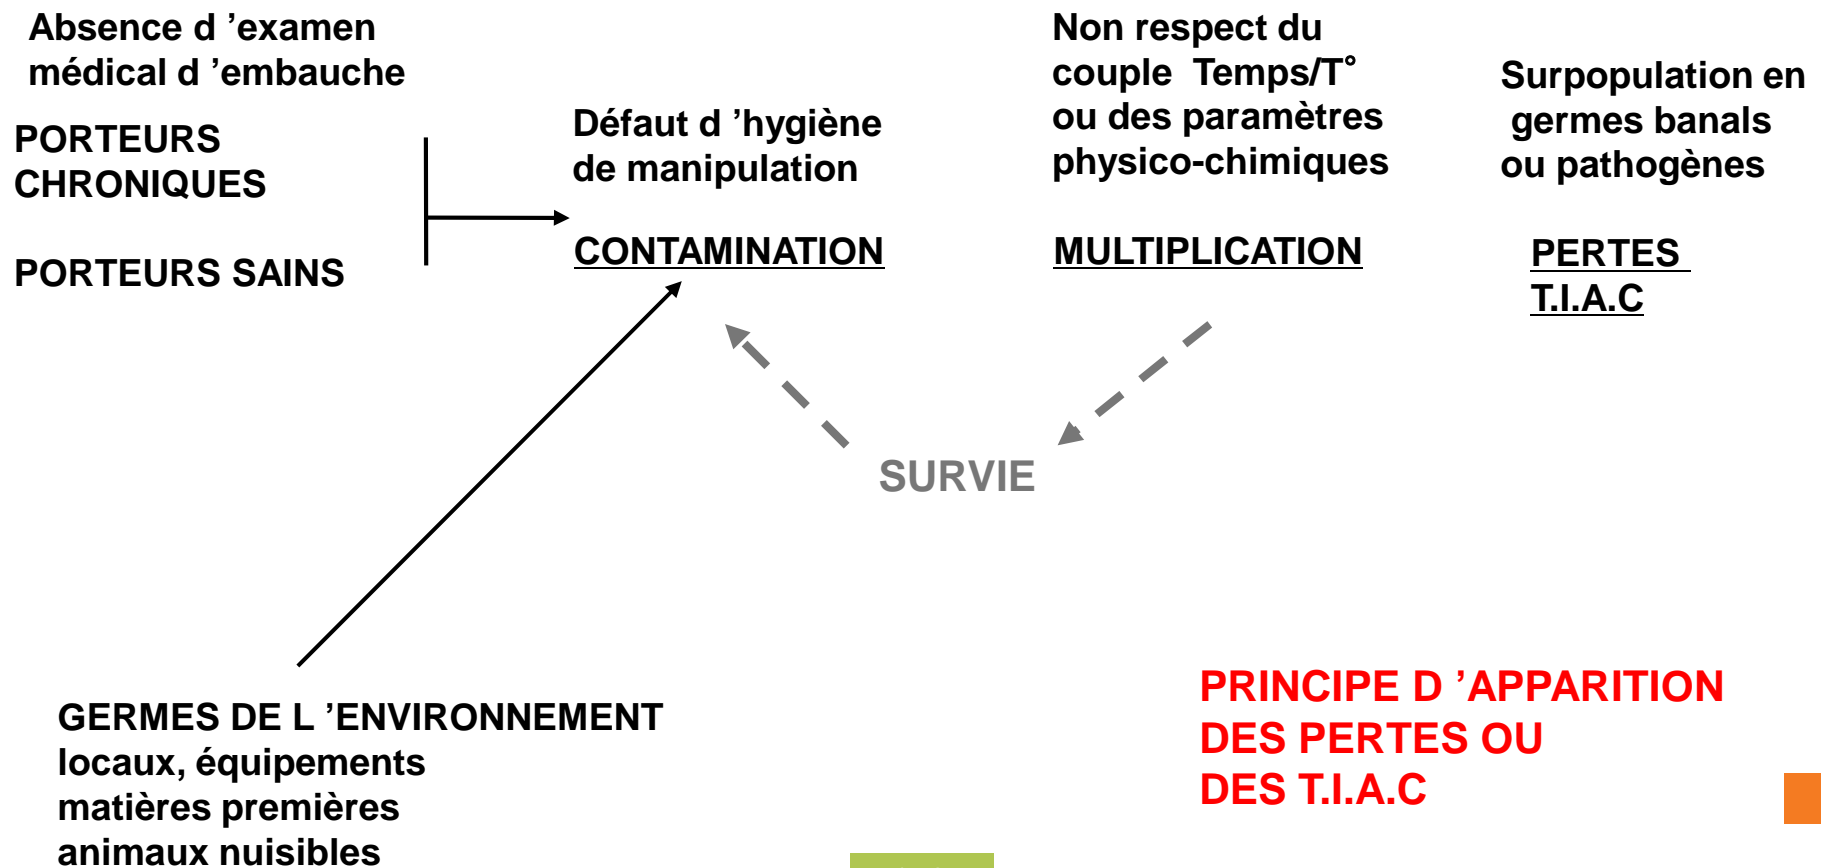 Absence d ’examen
médical d ’embauche
PORTEURS
CHRONIQUES
PORTEURS SAINS
Défaut d ’hygiène
de manipulation
CONTAMINATION
Non respect du
couple Temps/T°
ou des paramètres
physico-chimiques
MULTIPLICATION
Surpopulation en
germes banals
ou pathogènes
PERTES
T.I.A.C
SURVIE
GERMES DE L ’ENVIRONNEMENT
locaux, équipements
matières premières
animaux nuisibles
PRINCIPE D ’APPARITION
DES PERTES OU
DES T.I.A.C